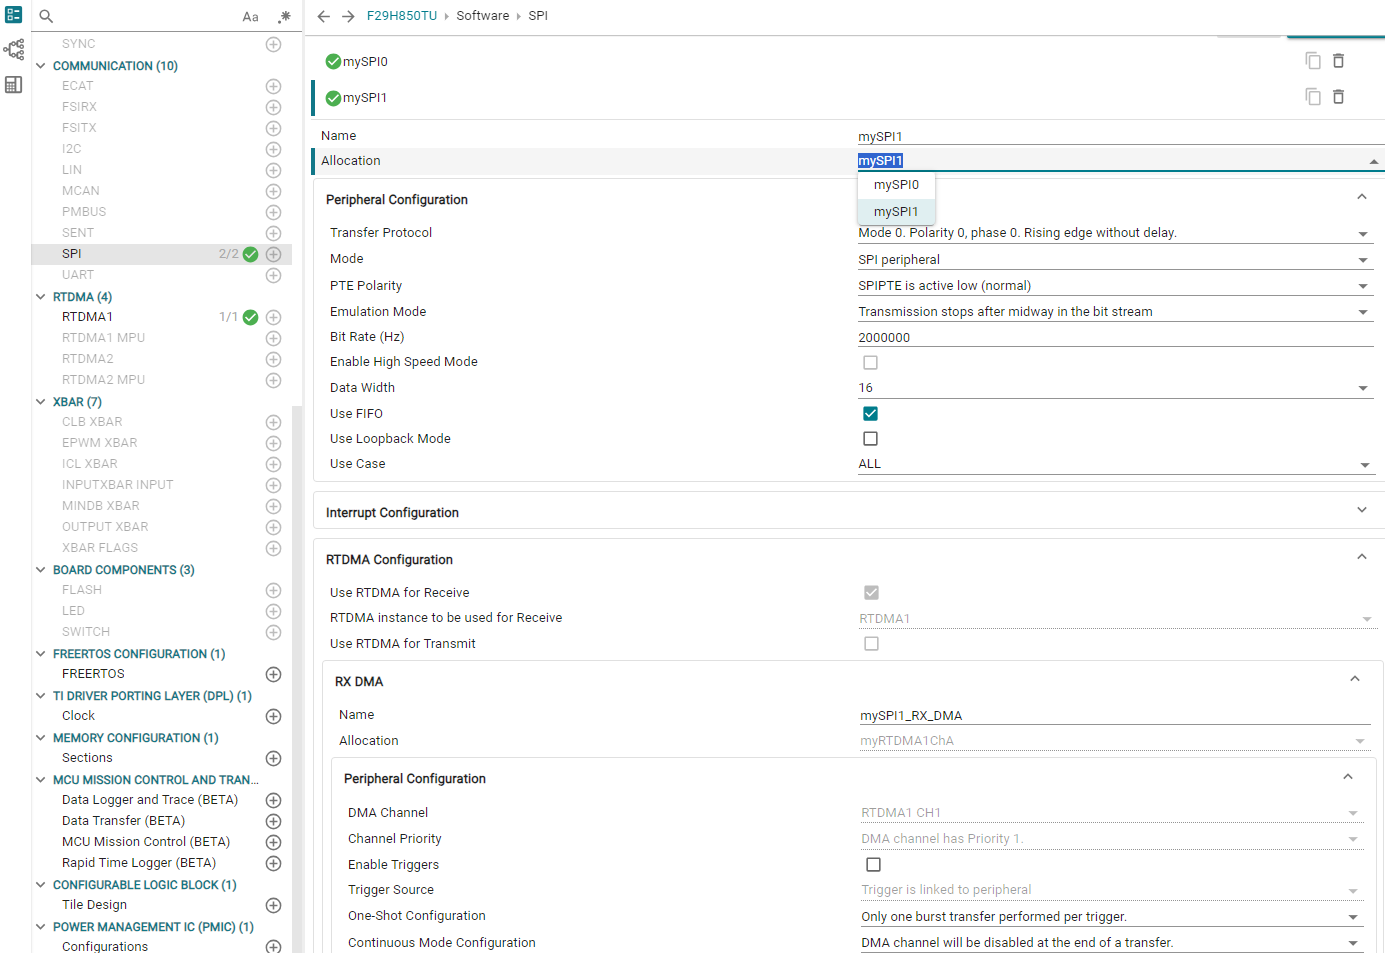 Aa
F29H850TU
Software
SPI
SYNC
COMMUNICATION (10)
ECAT
FSIRX
FSITX
I2C
LIN
MCAN
PMBUS
SENT
SPI 2/2
UART
RTDMA (4)
RTDMA1 1/1
RTDMA1 MPU
RTDMA2
RTDMA2 MPU
XBAR (7)
CLB XBAR
EPWM XBAR
ICL XBAR
INPUTXBAR INPUT
MINDB XBAR
OUTPUT XBAR
XBAR FLAGS
BOARD COMPONENTS (3)
FLASH
LED
SWITCH
FREERTOS CONFIGURATION (1)
FREERTOS
TI DRIVER PORTING LAYER (DPL) (1)
Clock
MEMORY CONFIGURATION (1)
Sections
MCU MISSION CONTROL AND TRAN...
Data Logger and Trace (BETA)
Data Transfer (BETA)
MCU Mission Control (BETA)
Rapid Time Logger (BETA)
CONFIGURABLE LOGIC BLOCK (1)
Tile Design
POWER MANAGEMENT IC (PMIC) (1)
Configurations
mySPI0
mySPI1
Name mySPI1
Allocation mySPI1
mySPI0
mySPI1
Peripheral Configuration
Transfer Protocol Mode 0. Polarity 0, phase 0. Rising edge without delay.
Mode SPI peripheral
PTE Polarity SPIPTE is active low (normal)
Emulation Mode Transmission stops after midway in the bit stream
Bit Rate (Hz) 2000000
Enable High Speed Mode
Data Width 16
Use FIFO
Use Loopback Mode
Use Case ALL
Interrupt Configuration
RTDMA Configuration
Use RTDMA for Receive
RTDMA instance to be used for Receive RTDMA1
Use RTDMA for Transmit
RX DMA
Name mySPI1_RX_DMA
Allocation myRTDMA1ChA
Peripheral Configuration
DMA Channel RTDMA1 CH1
Channel Priority DMA channel has Priority 1.
Enable Triggers
Trigger Source Trigger is linked to peripheral
One-Shot Configuration Only one burst transfer performed per trigger.
Continuous Mode Configuration DMA channel will be disabled at the end of a transfer.